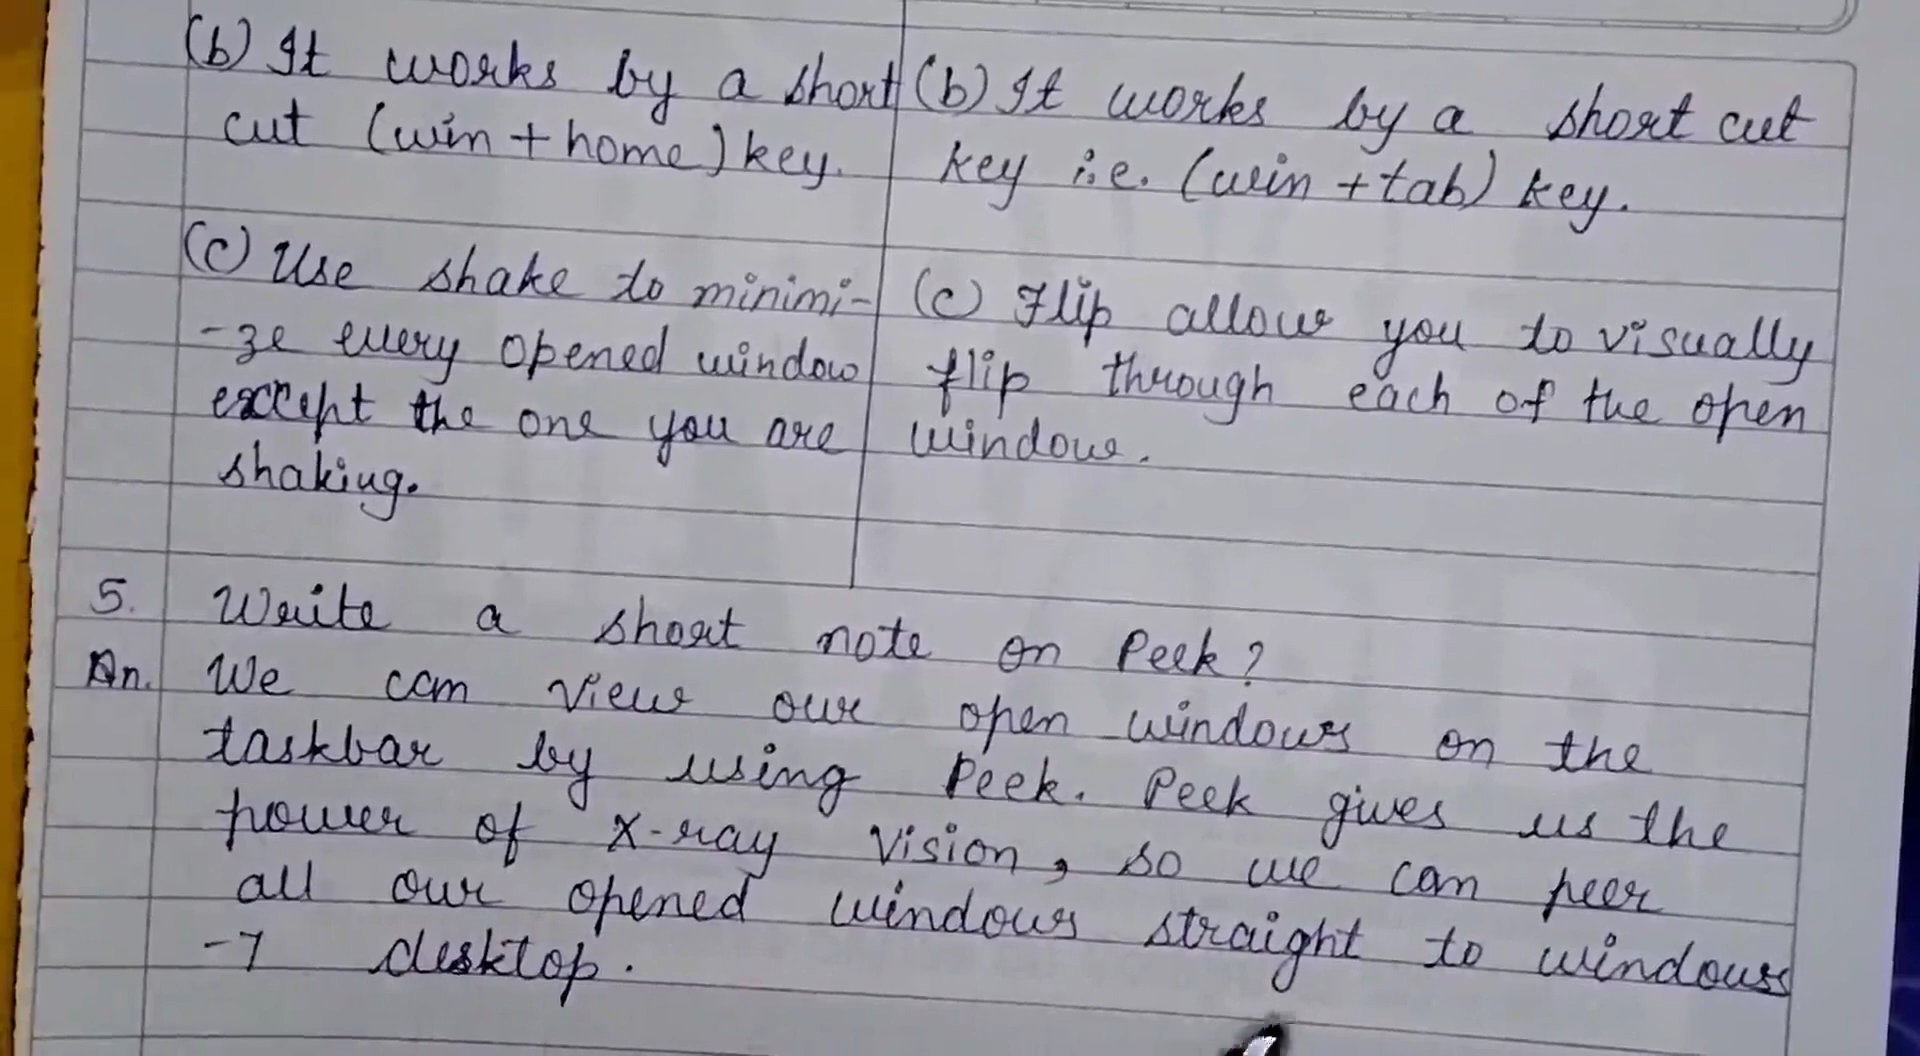 (b) It works by a short
cut (win + home) key.
(c) Use shake to minimi-
-ze every opened window
except the one you are
shaking.
(b) It works by a short cut
key i.e. (win + tab) key.
(c) Flip allow you to visually
flip through each of the open
window.
5. Write a short note on Peek?
An. We can view our open windows on the
taskbar by using Peek. Peek gives us the
power of X-ray Vision, so we can peer
all our opened windows straight to windows
-7 desktop.